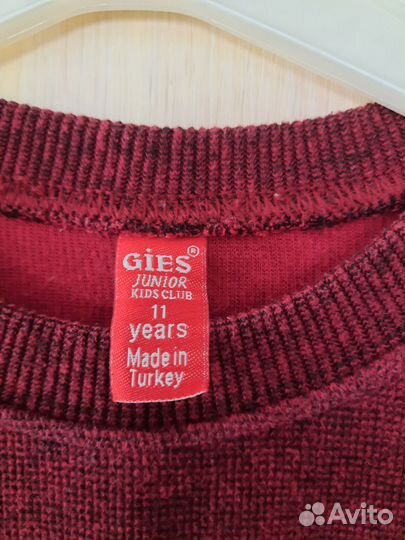 GiES®
JUNIOR
KIDS CLUB
11
years
Made in
Turkey
Avito